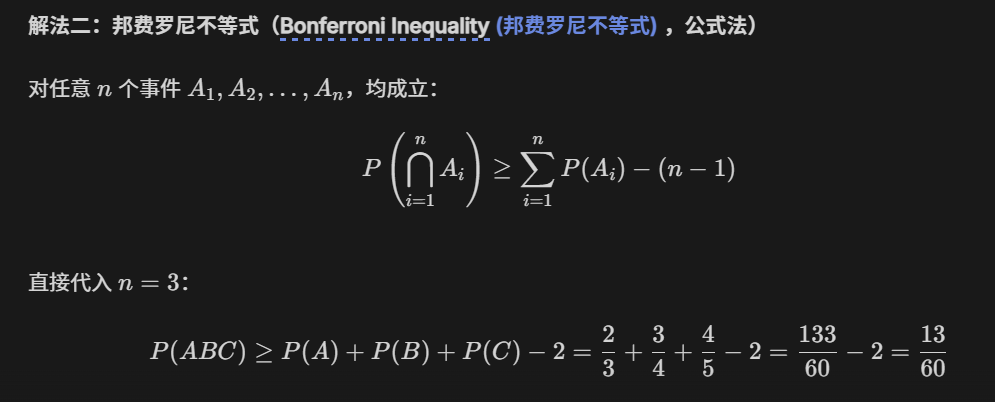 解法二：邦费罗尼不等式（Bonferroni Inequality (邦费罗尼不等式) ，公式法）
对任意 n 个事件 A₁, A₂, . . . , Aₙ，均成立：
P(⋂ᵢ₌₁ⁿ Aᵢ) ≥ ∑ᵢ₌₁ⁿ P(Aᵢ) − (n − 1)
直接代入 n = 3：
P(ABC) ≥ P(A) + P(B) + P(C) − 2 = 2/3 + 3/4 + 4/5 − 2 = 133/60 − 2 = 13/60